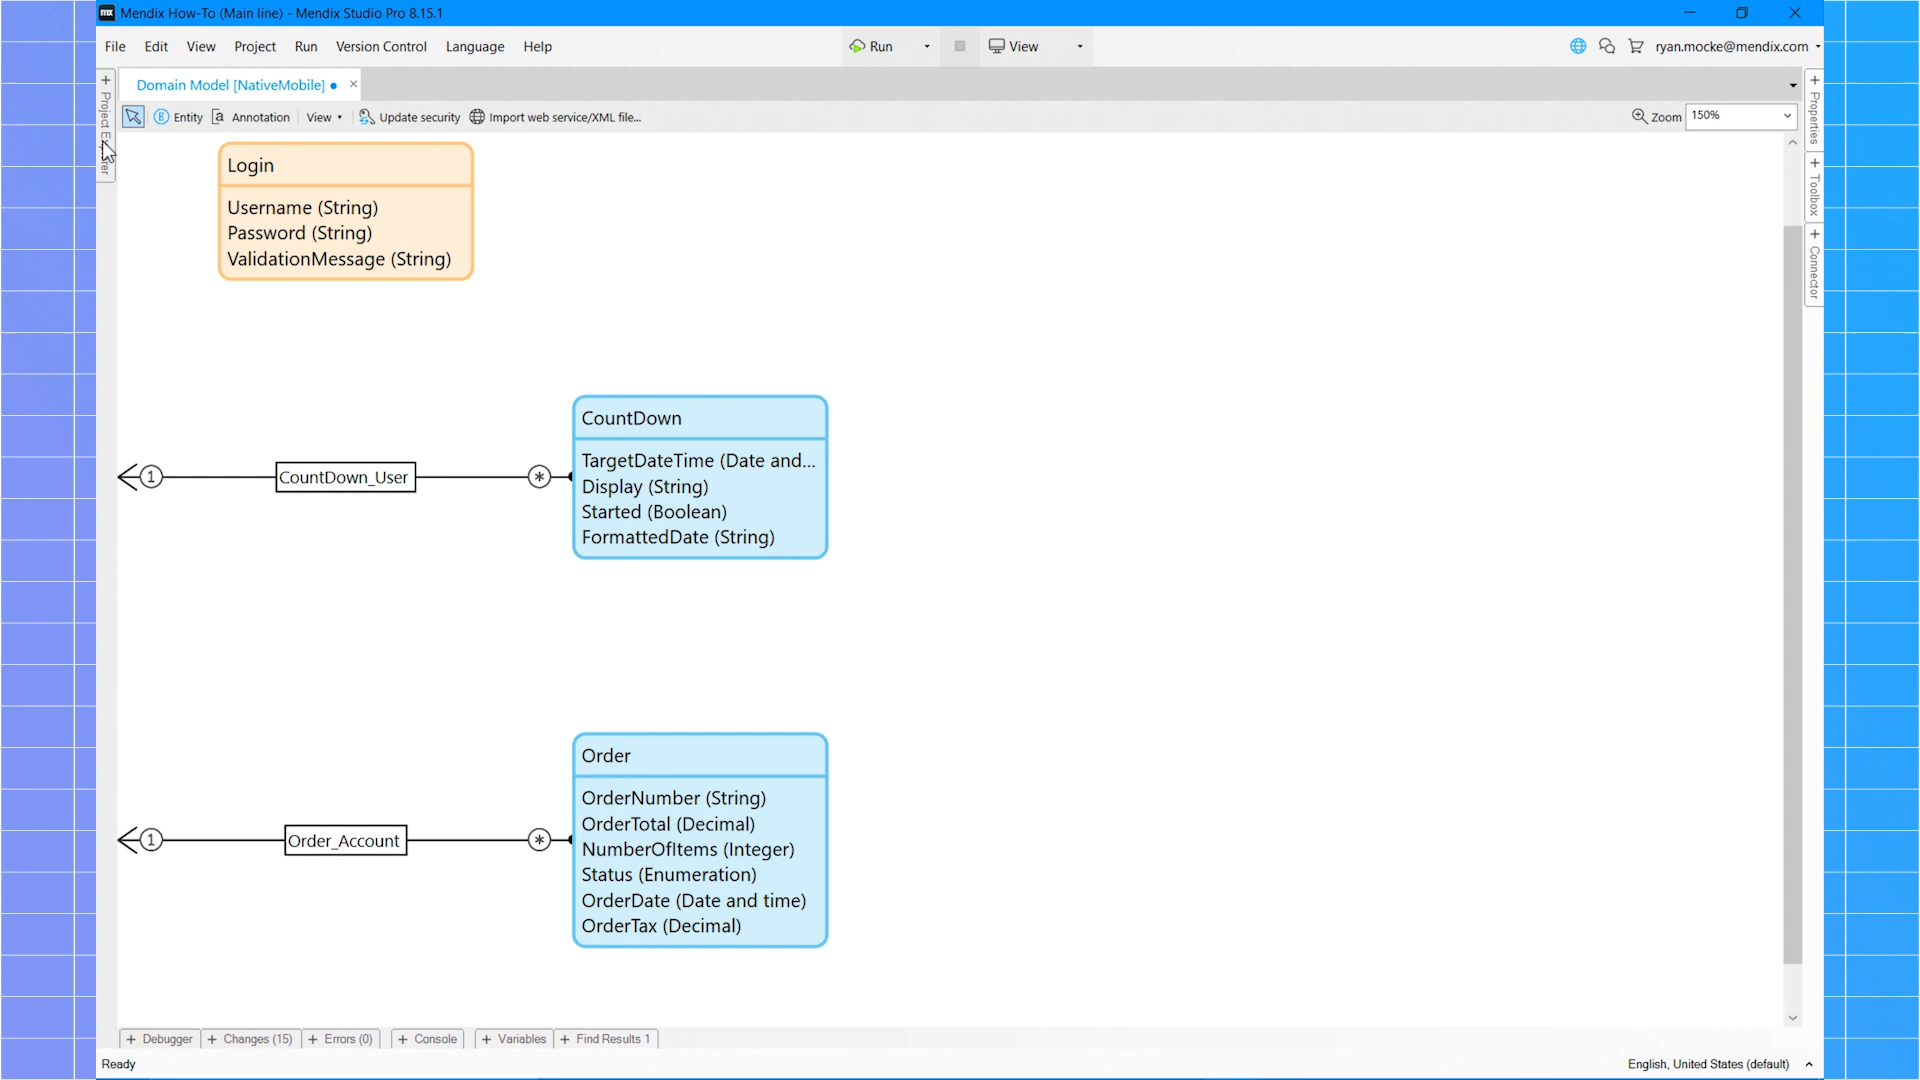 mx Mendix How-To (Main line) - Mendix Studio Pro 8.15.1
File Edit View Project Run Version Control Language Help
Run
View
ryan.mocke@mendix.com
Domain Model [NativeMobile]
Entity Annotation View Update security Import web service/XML file...
Zoom 150%
Project
Properties
Toolbox
Connector
Login
Username (String)
Password (String)
ValidationMessage (String)
CountDown
TargetDateTime (Date and...
Display (String)
Started (Boolean)
FormattedDate (String)
1 CountDown_User *
Order
OrderNumber (String)
OrderTotal (Decimal)
NumberOfItems (Integer)
Status (Enumeration)
OrderDate (Date and time)
OrderTax (Decimal)
1 Order_Account *
Debugger Changes (15) Errors (0) Console Variables Find Results 1
Ready
English, United States (default)